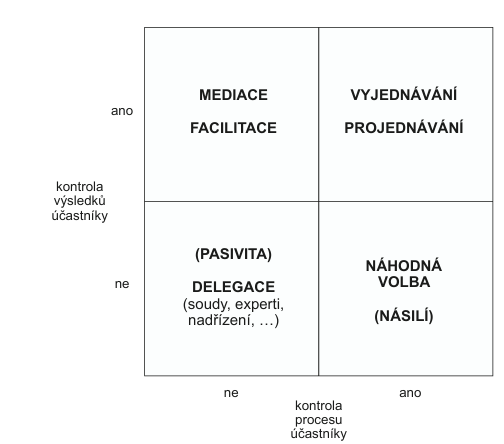 MEDIACE
FACILITACE
VYJEDNÁVÁNÍ
PROJEDNÁVÁNÍ
ano
kontrola
výsledků
účastníky
(PASIVITA)
DELEGACE
(soudy, experti,
nadřízení, …)
NÁHODNÁ
VOLBA
(NÁSILÍ)
ne
ne
ano
kontrola
procesu
účastníky